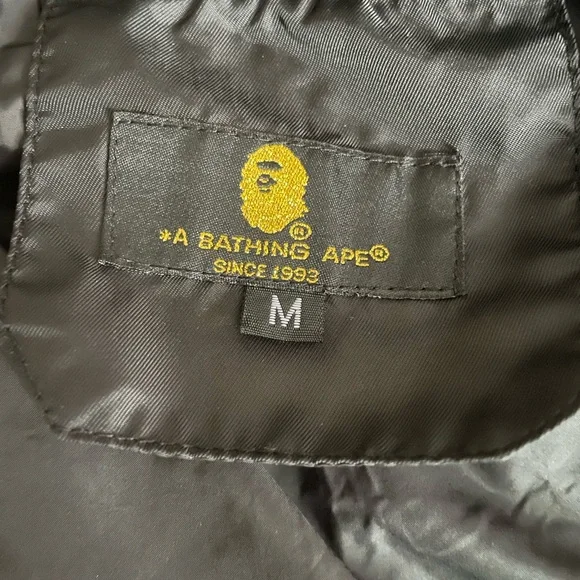 ®
*A BATHING APE®
SINCE 1993
M